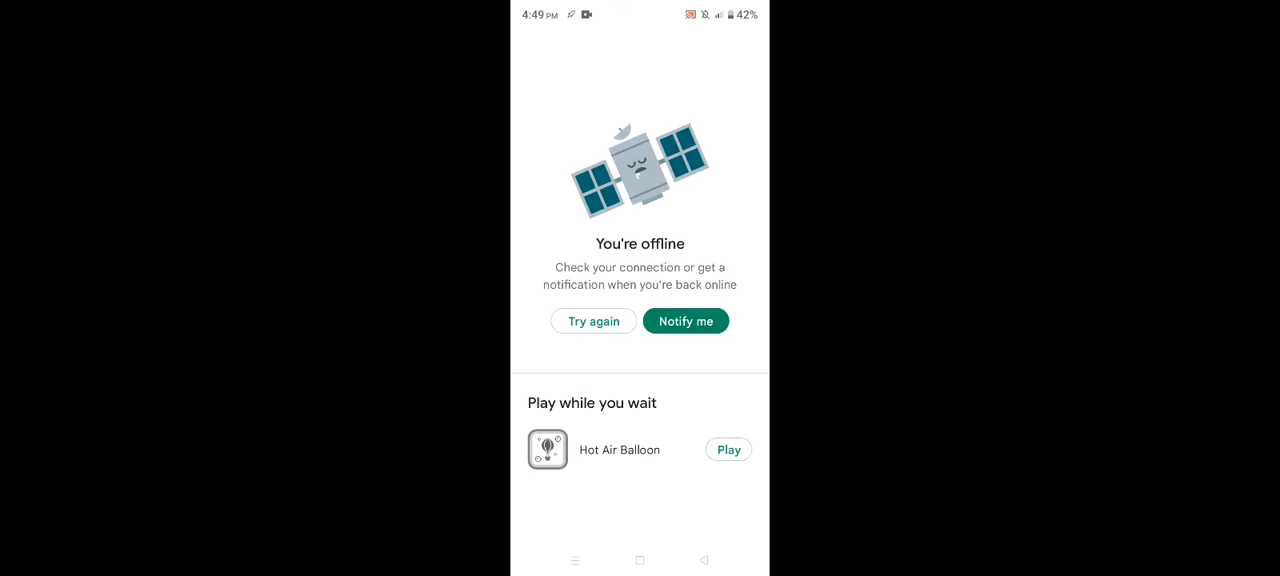 4:49 PM 42%
You're offline
Check your connection or get a
notification when you're back online
Try again Notify me
Play while you wait
Hot Air Balloon Play